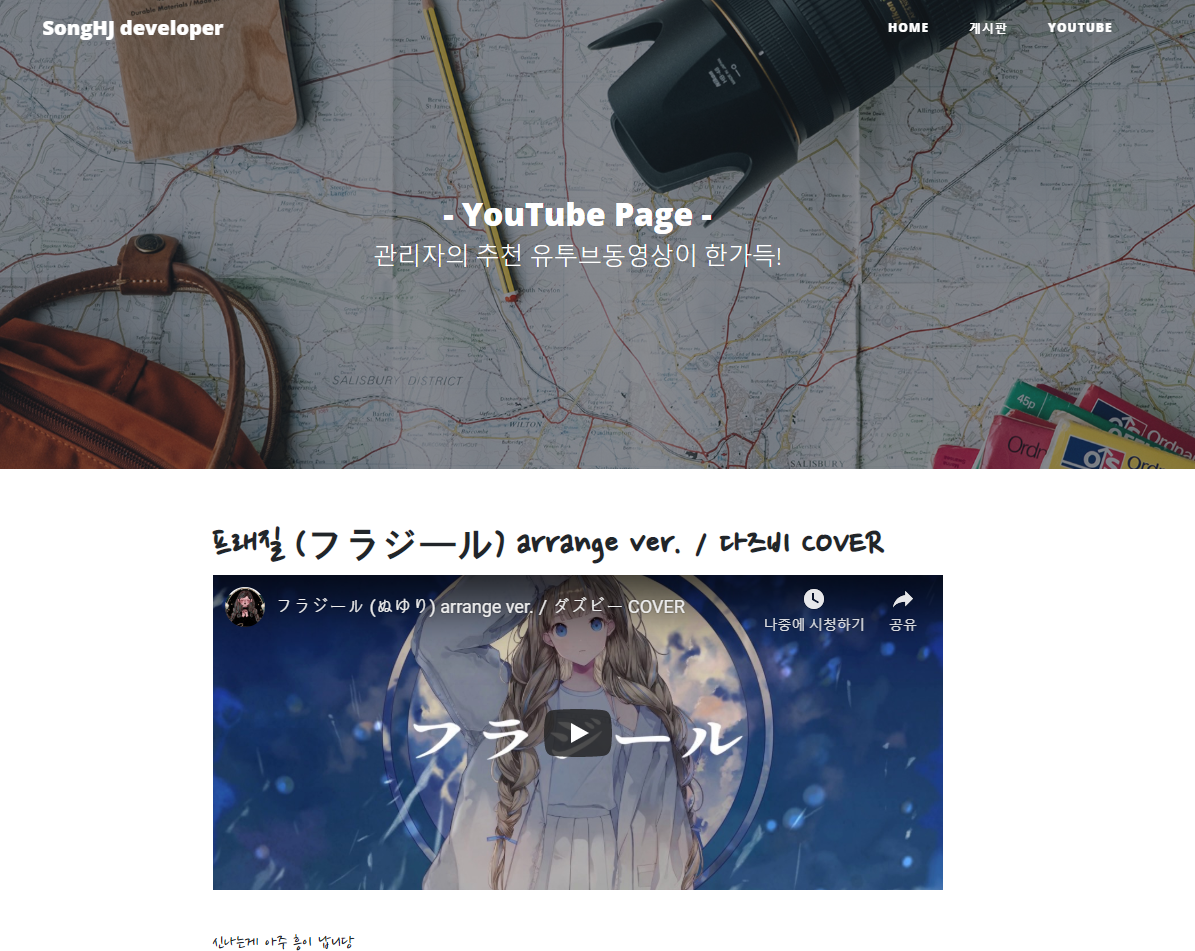 SongHJ developer
HOME 게시판 YOUTUBE
- YouTube Page -
관리자의 추천 유투브동영상이 한가득!
SALISBURY DISTRICT
WILTON
SALISBURY
45p
Ordna
Ordn
OS
Ord
프래질 (フラジール) arrange ver. / 다즈비 COVER
フラジール (ぬゆり) arrange ver. / ダズビー COVER
나중에 시청하기
공유
フラジール
신나는게 아주 흥이 납니당